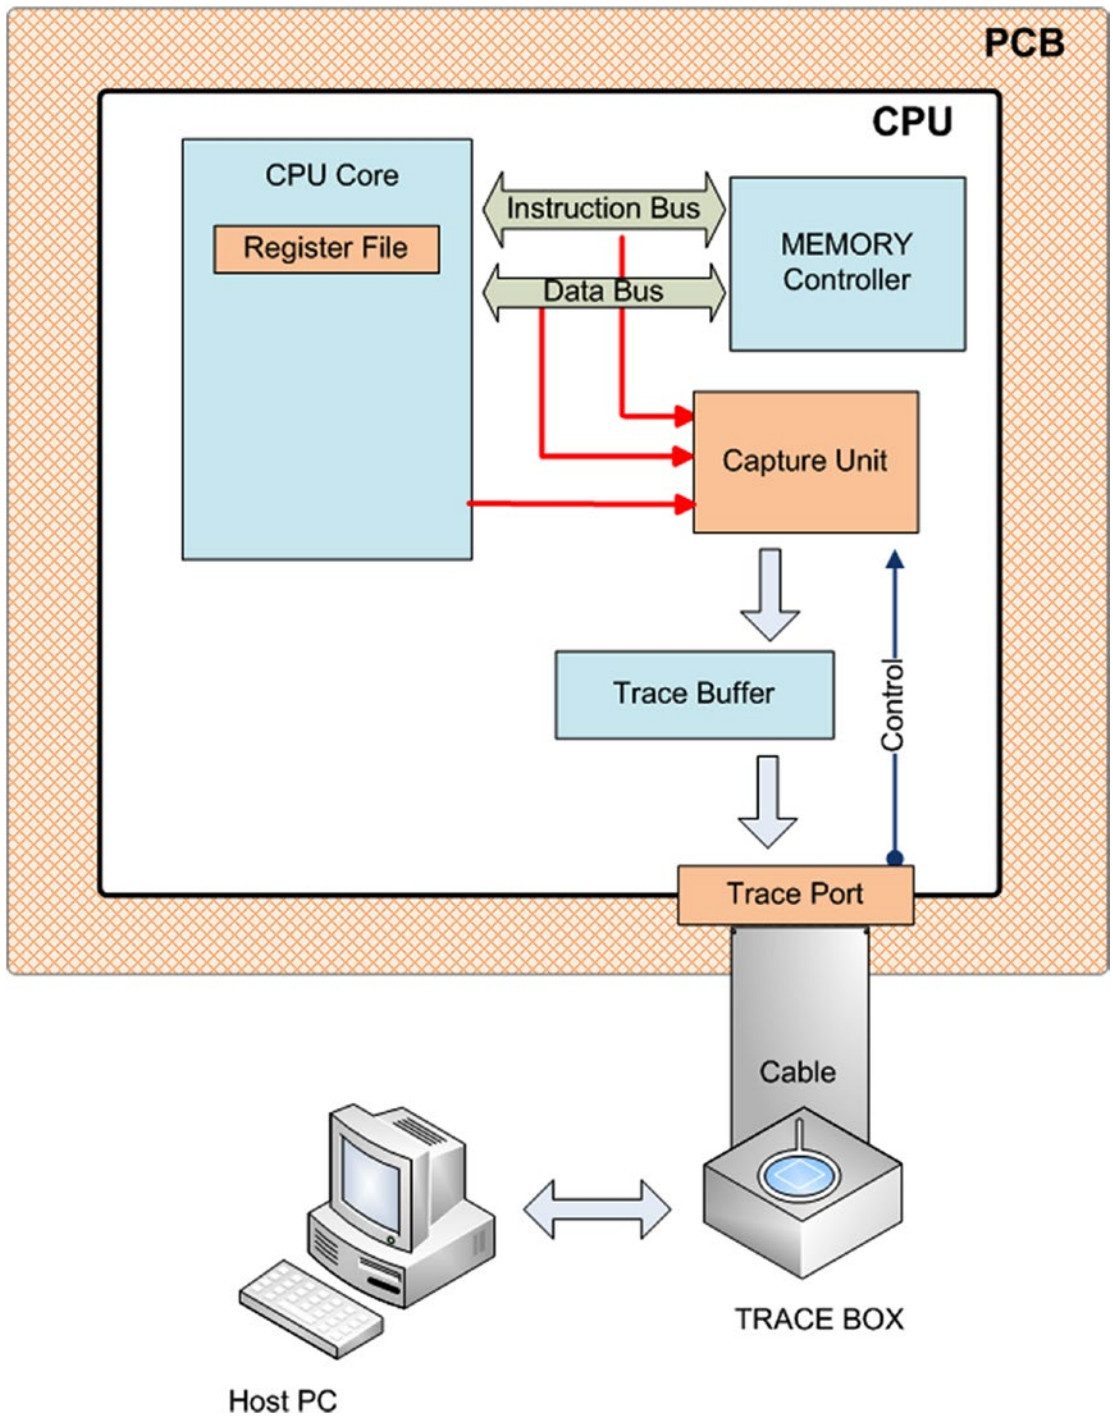 PCB
CPU
CPU Core
Register File
Instruction Bus
Data Bus
MEMORY
Controller
Capture Unit
Trace Buffer
Control
Trace Port
Cable
TRACE BOX
Host PC